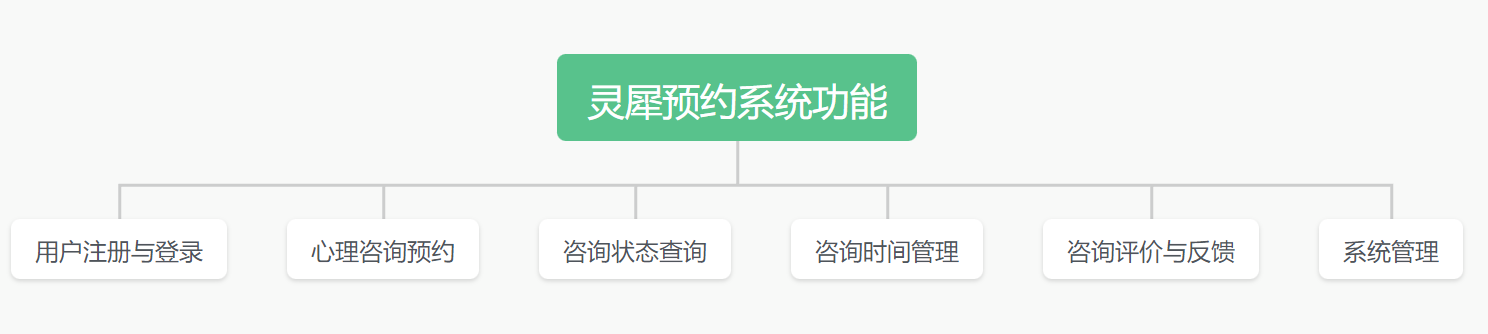 灵犀预约系统功能
用户注册与登录
心理咨询预约
咨询状态查询
咨询时间管理
咨询评价与反馈
系统管理